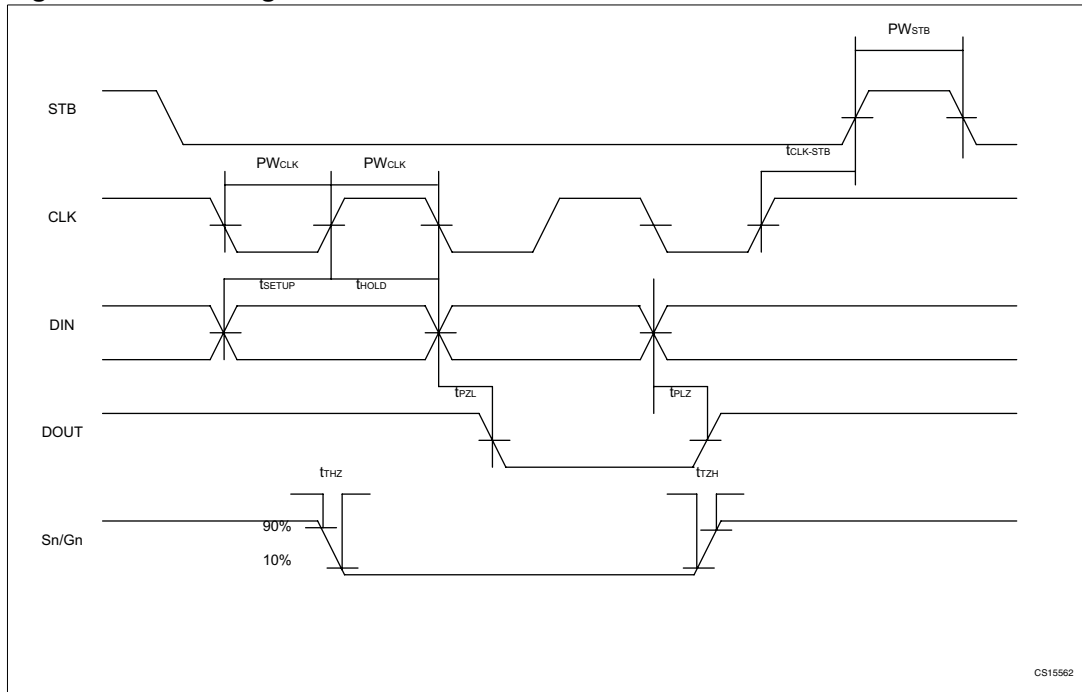 PWSTB
STB
tCLK-STB
PWCLK PWCLK
CLK
tSETUP tHOLD
DIN
tPZL tPLZ
DOUT
tTHZ tTZH
90%
Sn/Gn
10%
CS15562